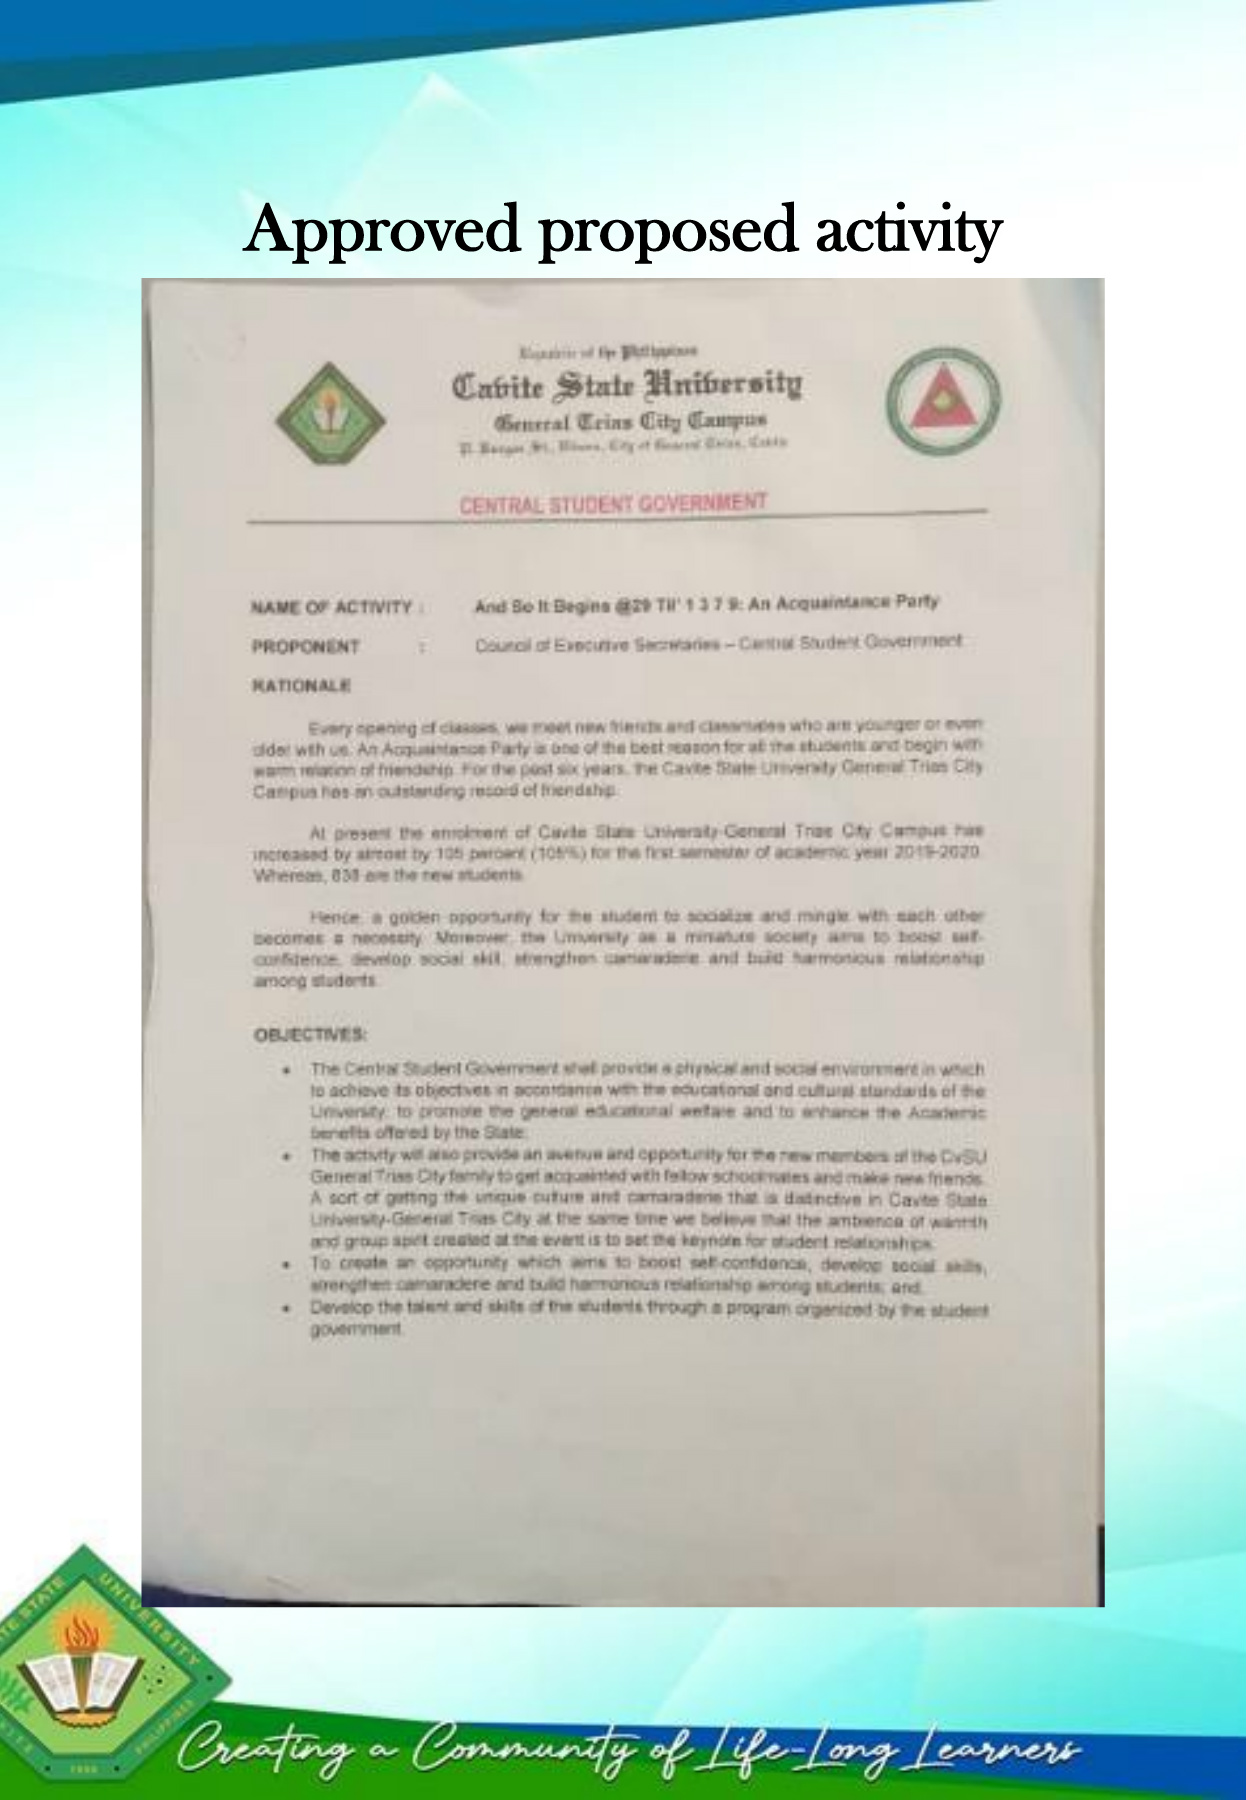 Approved proposed activity
Republic of the Philippines
Cavite State University
General Trias City Campus
City of General Trias, Cavite
CENTRAL STUDENT GOVERNMENT
NAME OF ACTIVITY : And So It Begins @29 Til' 1 3 7 9: An Acquaintance Party
PROPONENT : Council of Executive Secretaries – Central Student Government
RATIONALE
Every opening of classes, we meet new friends and classmates who are younger or even
older with us. An Acquaintance Party is one of the best reason for all the students and begin with
warm relation of friendship. For the past six years, the Cavite State University General Trias City
Campus has an outstanding record of friendship.
At present the enrolment of Cavite State University-General Trias City Campus has
increased by almost by 105 percent (105%) for the first semester of academic year 2019-2020.
Whereas, are the new students.
Hence, a golden opportunity for the student to socialize and mingle with each other
becomes a necessity. Moreover, the University as a miniature society aims to boost self-
confidence, develop social skill, strengthen camaraderie and build harmonious relationship
among students.
OBJECTIVES:
• The Central Student Government shall provide a physical and social environment in which
to achieve its objectives in accordance with the educational and cultural standards of the
University; to promote the general educational welfare and to enhance the Academic
benefits offered by the State;
• The activity will also provide an avenue and opportunity for the new members of the CvSU
General Trias City family to get acquainted with fellow schoolmates and make new friends.
A sort of getting the unique culture and camaraderie that is distinctive in Cavite State
University-General Trias City at the same time we believe that the ambience of warmth
and group spirit created at the event is to set the keynote for student relationships.
• To create an opportunity which aims to boost self-confidence, develop social skills,
strengthen camaraderie and build harmonious relationship among students; and,
• Develop the talent and skills of the students through a program organized by the student
government.
STATE UNIVERSITY
PHILIPPINES
Creating a Community of Life-Long Learners